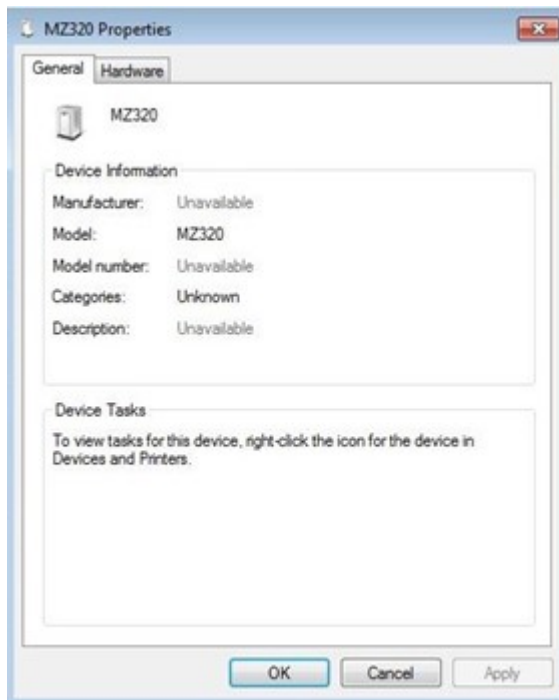 MZ320 Properties
General Hardware
MZ320
Device Information
Manufacturer: Unavailable
Model: MZ320
Model number: Unavailable
Categories: Unknown
Description: Unavailable
Device Tasks
To view tasks for this device, right-click the icon for the device in
Devices and Printers.
OK Cancel Apply